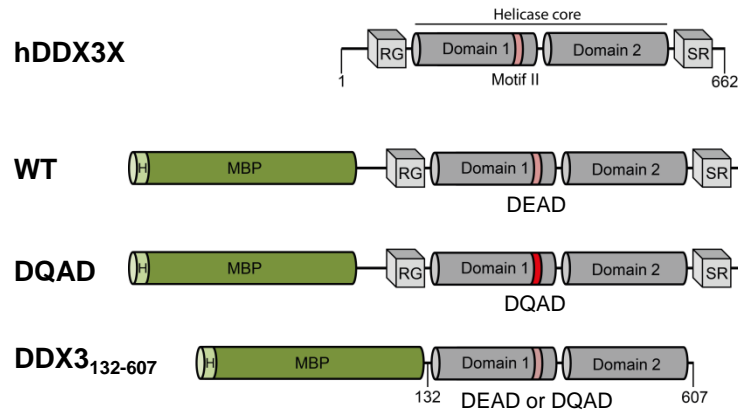 Helicase core
hDDX3X RG Domain 1 Domain 2 SR
1 Motif II 662
WT H MBP RG Domain 1 Domain 2 SR
DEAD
DQAD H MBP RG Domain 1 Domain 2 SR
DQAD
DDX3132-607 H MBP Domain 1 Domain 2
132 DEAD or DQAD 607